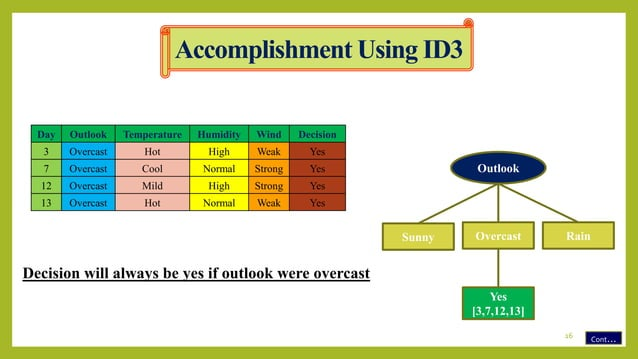 Accomplishment Using ID3
Day Outlook Temperature Humidity Wind Decision
3 Overcast Hot High Weak Yes
7 Overcast Cool Normal Strong Yes
12 Overcast Mild High Strong Yes
13 Overcast Hot Normal Weak Yes
Outlook
Sunny Overcast Rain
Decision will always be yes if outlook were overcast
Yes
[3,7,12,13]
16
Cont...